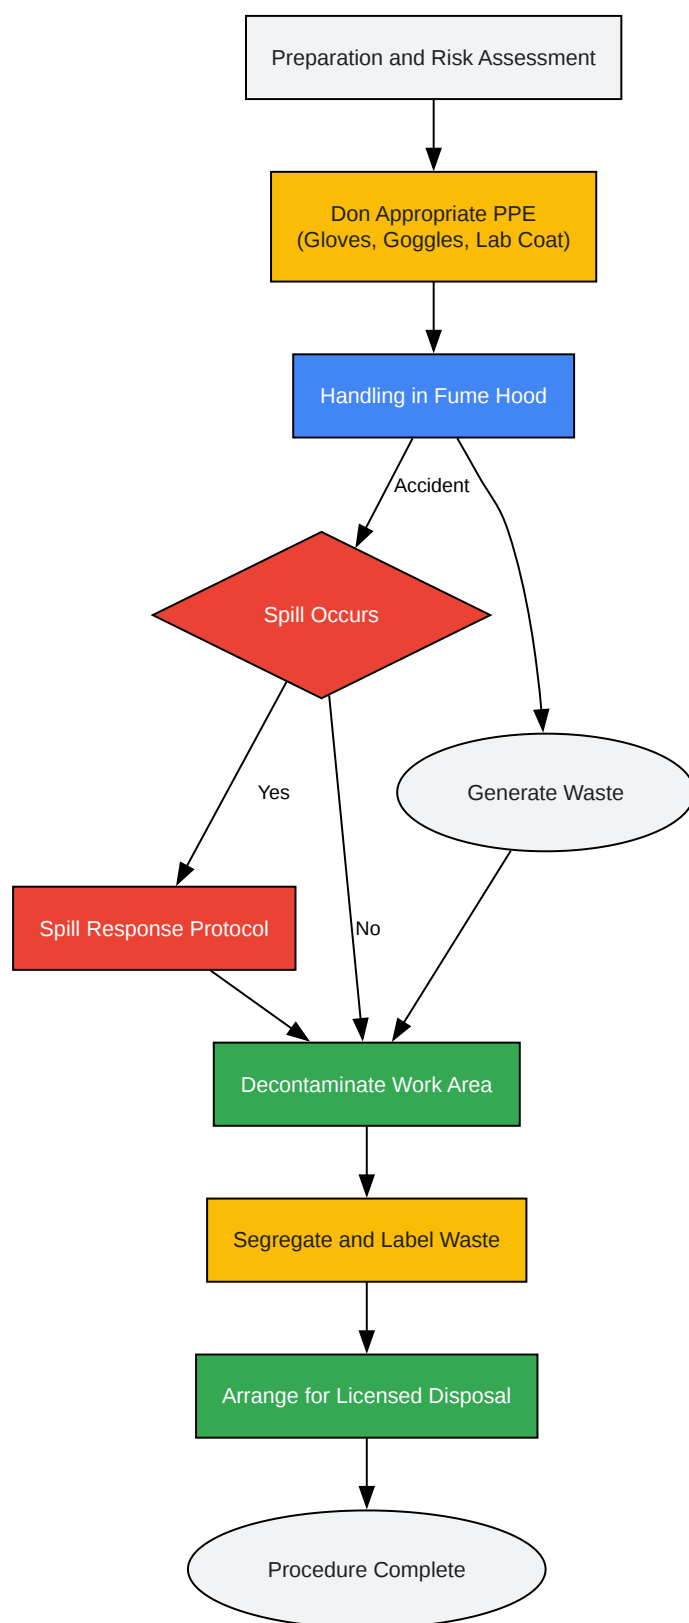 Preparation and Risk Assessment
Don Appropriate PPE
(Gloves, Goggles, Lab Coat)
Handling in Fume Hood
Accident
Spill Occurs
Yes
Generate Waste
Spill Response Protocol
No
Decontaminate Work Area
Segregate and Label Waste
Arrange for Licensed Disposal
Procedure Complete